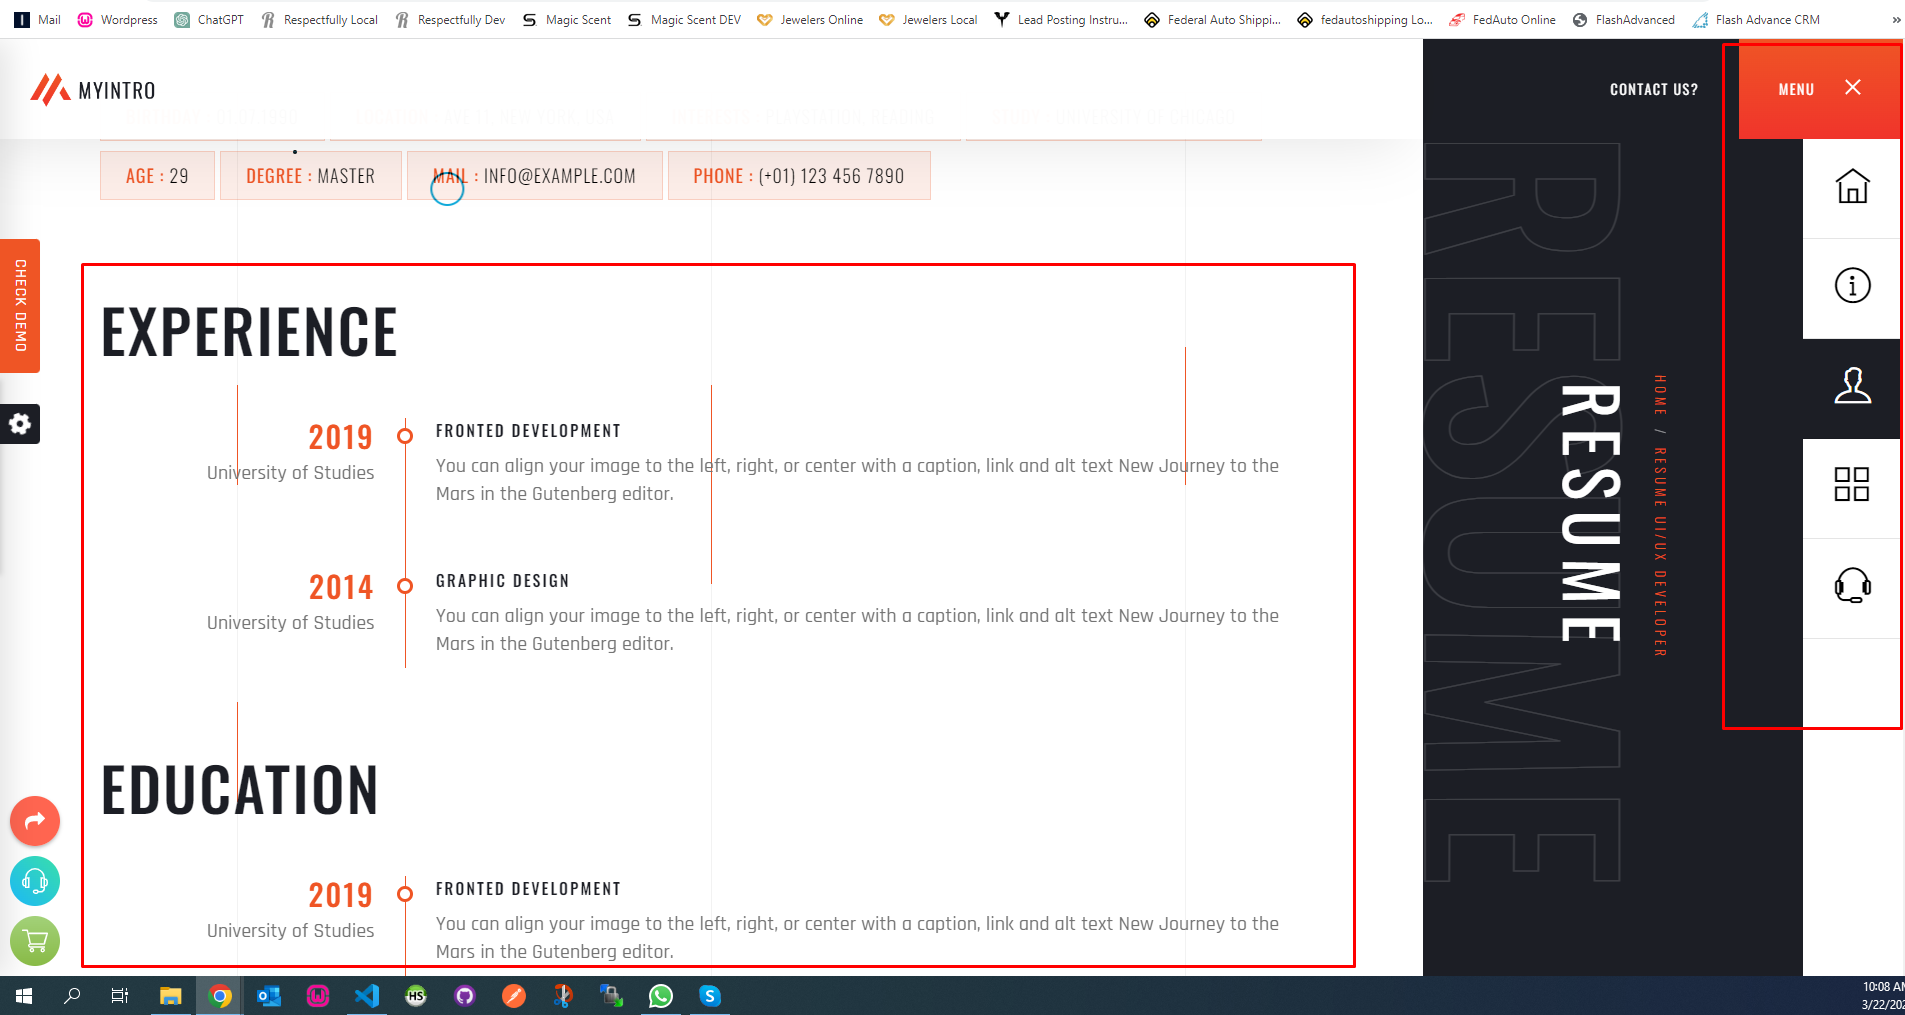 Mail Wordpress ChatGPT Respectfully Local Respectfully Dev Magic Scent Magic Scent DEV Jewelers Online Jewelers Local Lead Posting Instru... Federal Auto Shippi... fedautoshipping Lo... FedAuto Online FlashAdvanced Flash Advance CRM »
MYINTRO
CONTACT US?
MENU
AGE : 29
DEGREE : MASTER
MAIL : INFO@EXAMPLE.COM
PHONE : (+01) 123 456 7890
CHECK DEMO
EXPERIENCE
2019
University of Studies
FRONTED DEVELOPMENT
You can align your image to the left, right, or center with a caption, link and alt text New Journey to the
Mars in the Gutenberg editor.
2014
University of Studies
GRAPHIC DESIGN
You can align your image to the left, right, or center with a caption, link and alt text New Journey to the
Mars in the Gutenberg editor.
EDUCATION
2019
University of Studies
FRONTED DEVELOPMENT
You can align your image to the left, right, or center with a caption, link and alt text New Journey to the
Mars in the Gutenberg editor.
RESUME
RESUME
HOME / RESUME UI/UX DEVELOPER
HS
10:08 A
3/22/202